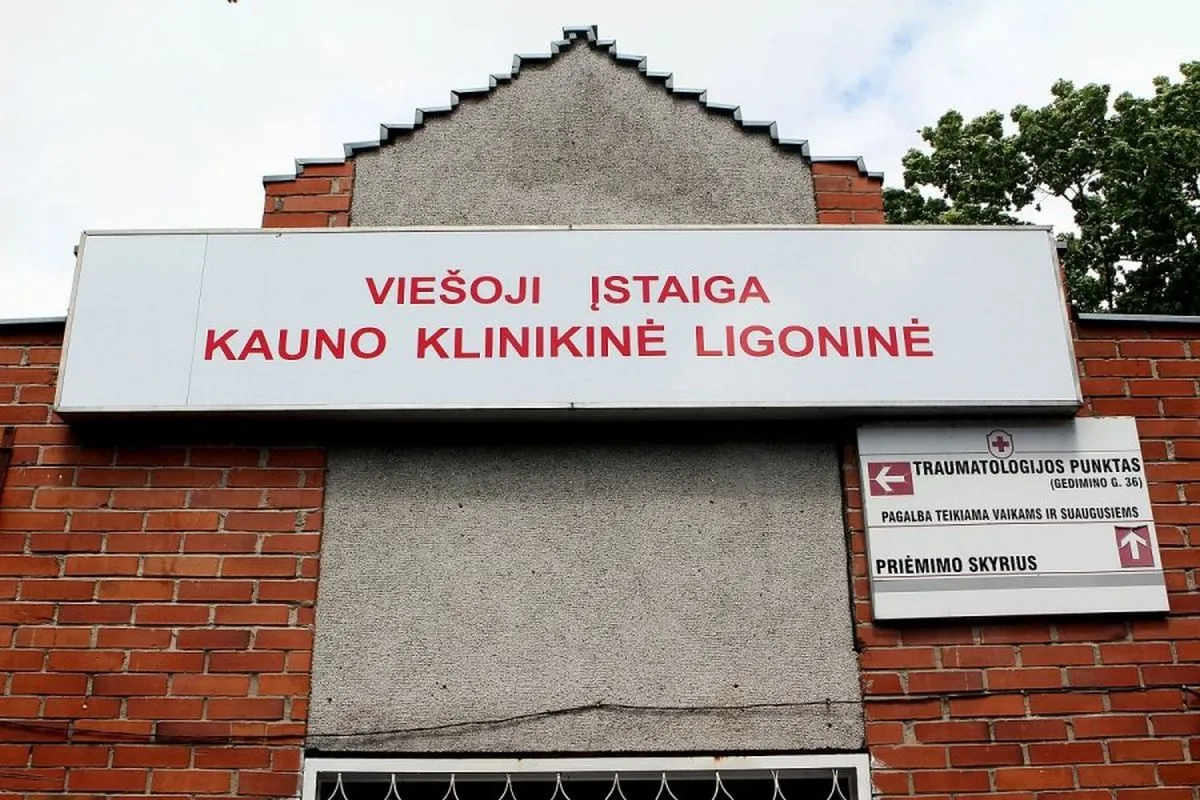 VIEŠOJI ĮSTAIGA
KAUNO KLINIKINĖ LIGONINĖ
TRAUMATOLOGIJOS PUNKTAS
(GEDIMINO G. 36)
PAGALBA TEIKIAMA VAIKAMS IR SUAUGUSIEMS
PRIĖMIMO SKYRIUS